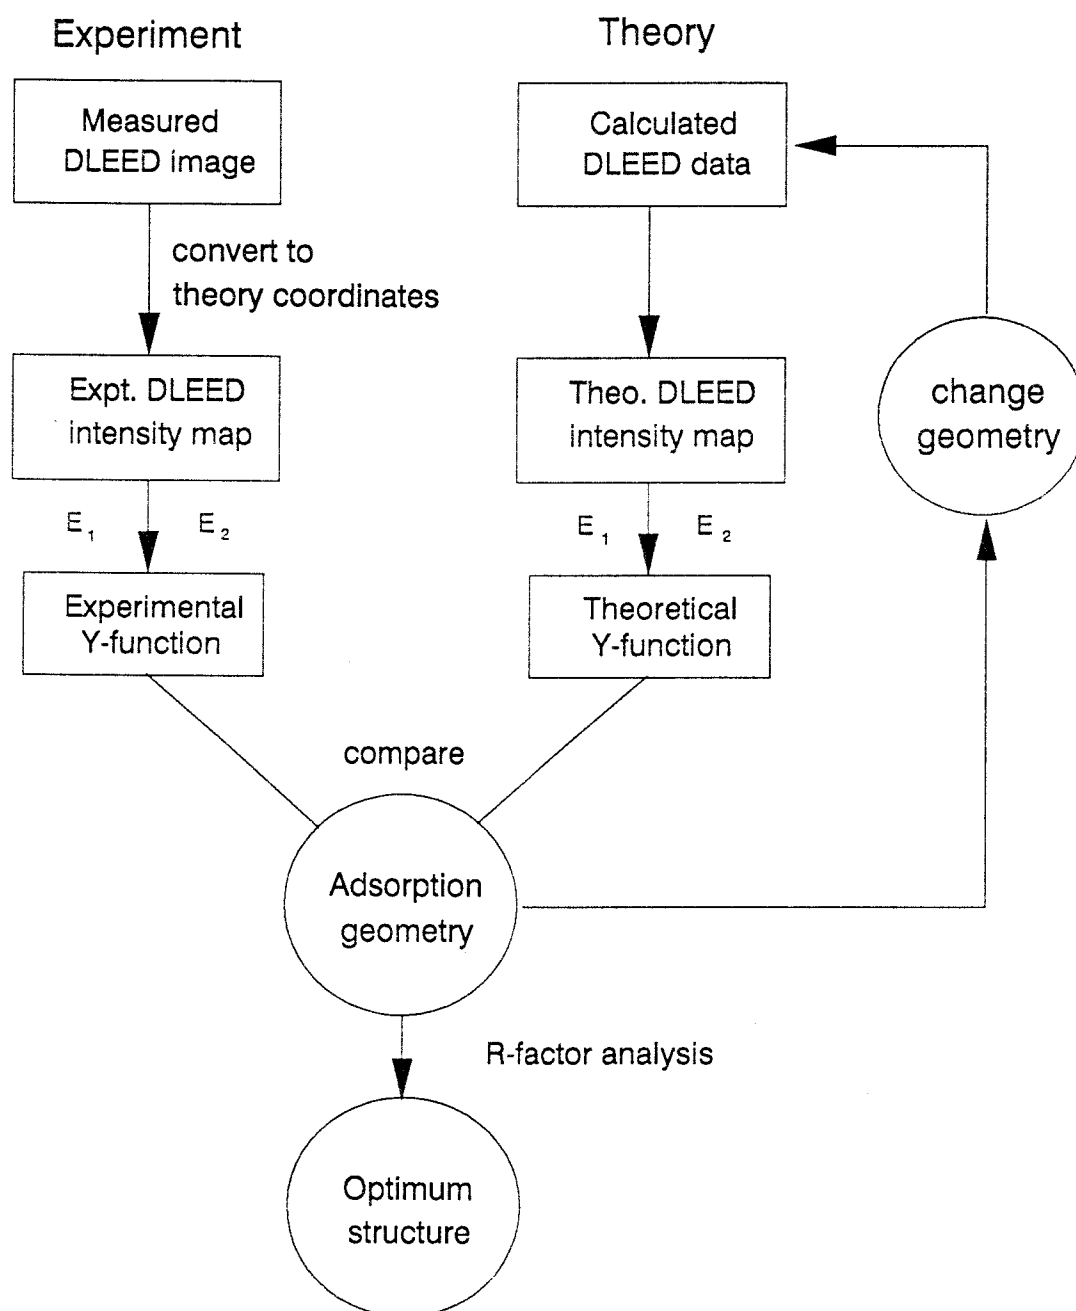 Experiment
Theory
Measured
DLEED image
Calculated
DLEED data
convert to
theory coordinates
Expt. DLEED
intensity map
Theo. DLEED
intensity map
change
geometry
E₁ E₂
E₁ E₂
Experimental
Y-function
Theoretical
Y-function
compare
Adsorption
geometry
R-factor analysis
Optimum
structure